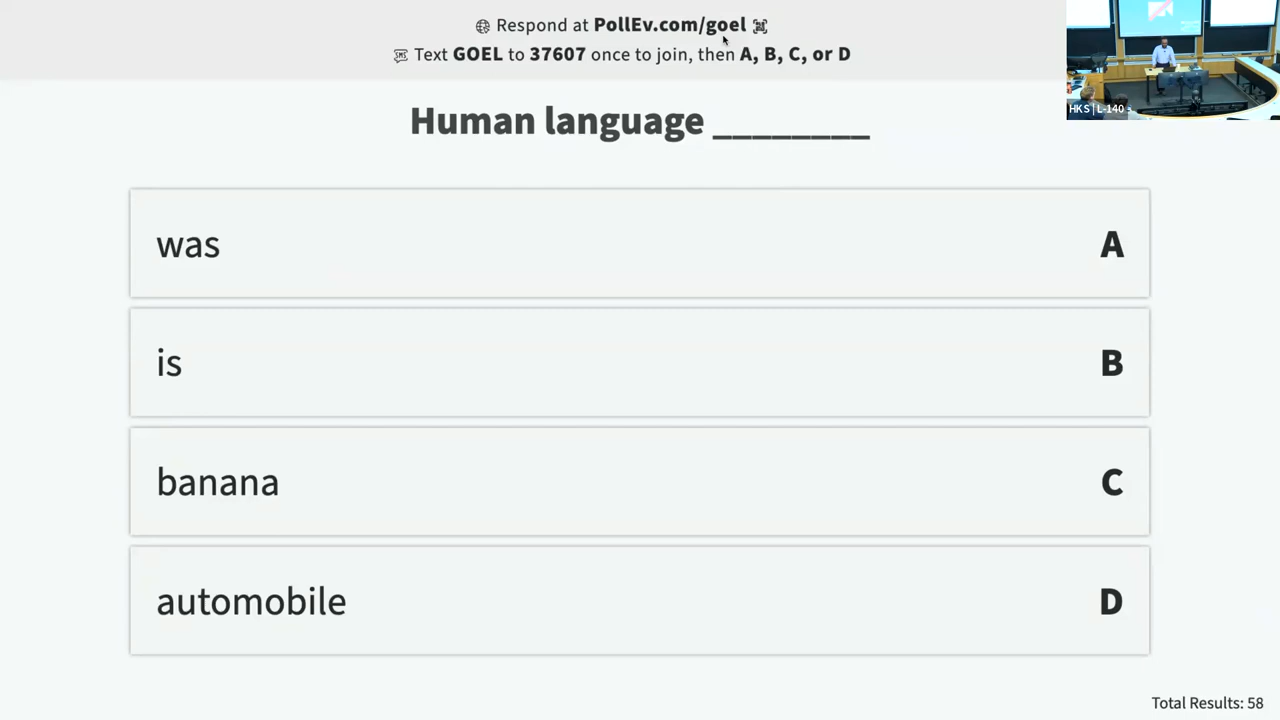 Respond at PollEv.com/goel
Text GOEL to 37607 once to join, then A, B, C, or D
HKS | L-140
Human language ________
was A
is B
banana C
automobile D
Total Results: 58